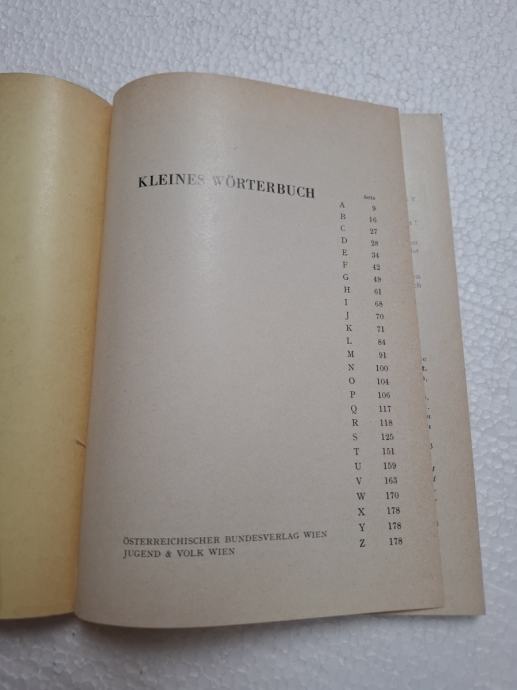 KLEINES WÖRTERBUCH
Seite
A 9
B 16
C 27
D 28
E 34
F 42
G 49
H 61
I 68
J 70
K 71
L 84
M 91
N 100
O 104
P 106
Q 117
R 118
S 125
T 151
U 159
V 163
W 170
X 178
Y 178
Z 178
ÖSTERREICHISCHER BUNDESVERLAG WIEN
JUGEND & VOLK WIEN